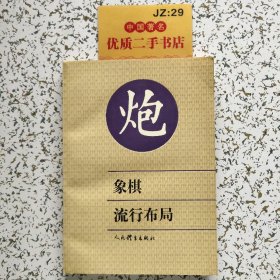 JZ:29
中国著名
优质二手书店
炮
象棋
流行布局
人民体育出版社